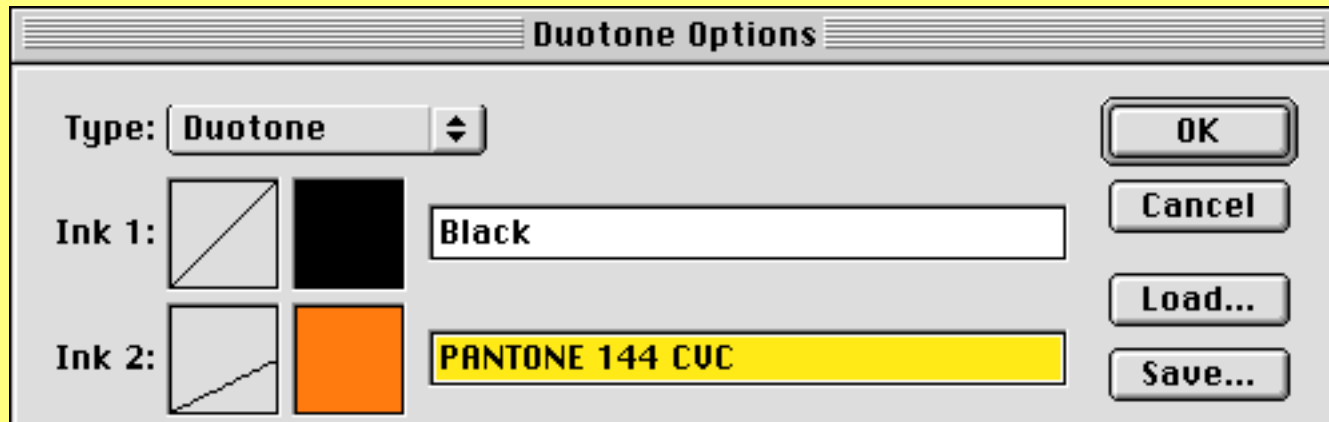 Duotone Options
Type: Duotone
OK
Ink 1: Black
Cancel
Load...
Ink 2: PANTONE 144 CVC
Save...